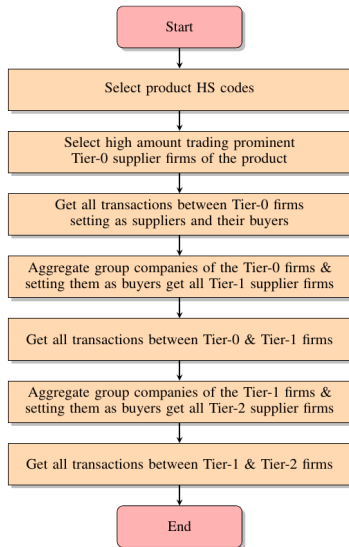 Start
Select product HS codes
Select high amount trading prominent
Tier-0 supplier firms of the product
Get all transactions between Tier-0 firms
setting as suppliers and their buyers
Aggregate group companies of the Tier-0 firms &
setting them as buyers get all Tier-1 supplier firms
Get all transactions between Tier-0 & Tier-1 firms
Aggregate group companies of the Tier-1 firms &
setting them as buyers get all Tier-2 supplier firms
Get all transactions between Tier-1 & Tier-2 firms
End